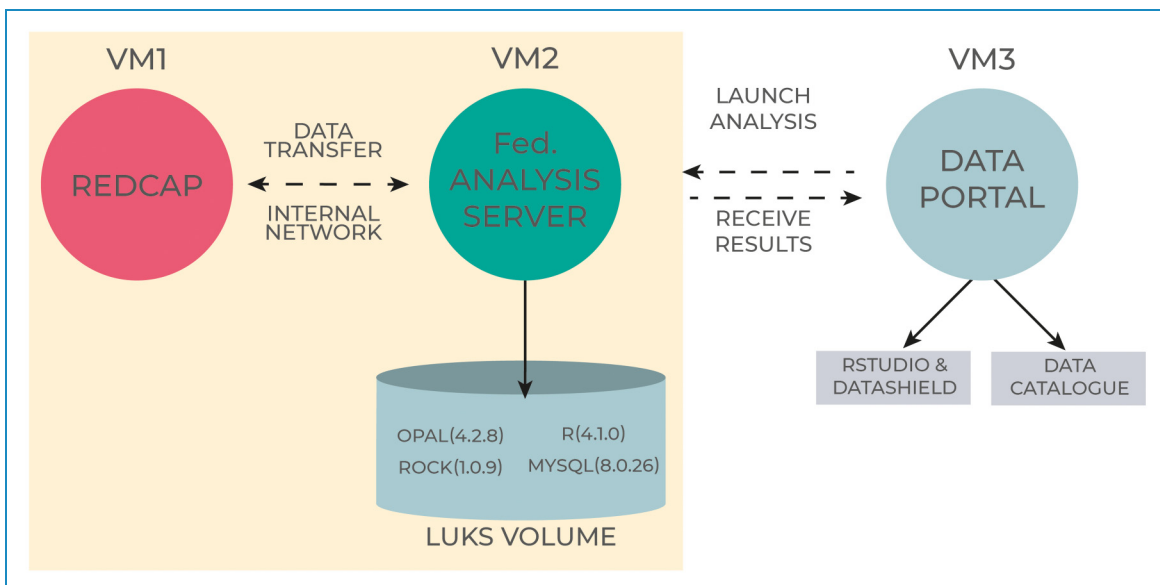 VM1
VM2
VM3
REDCAP
DATA
TRANSFER
INTERNAL
NETWORK
Fed.
ANALYSIS
SERVER
LAUNCH
ANALYSIS
RECEIVE
RESULTS
DATA
PORTAL
RSTUDIO &
DATASHIELD
DATA
CATALOGUE
OPAL(4.2.8)
R(4.1.0)
ROCK(1.0.9)
MYSQL(8.0.26)
LUKS VOLUME